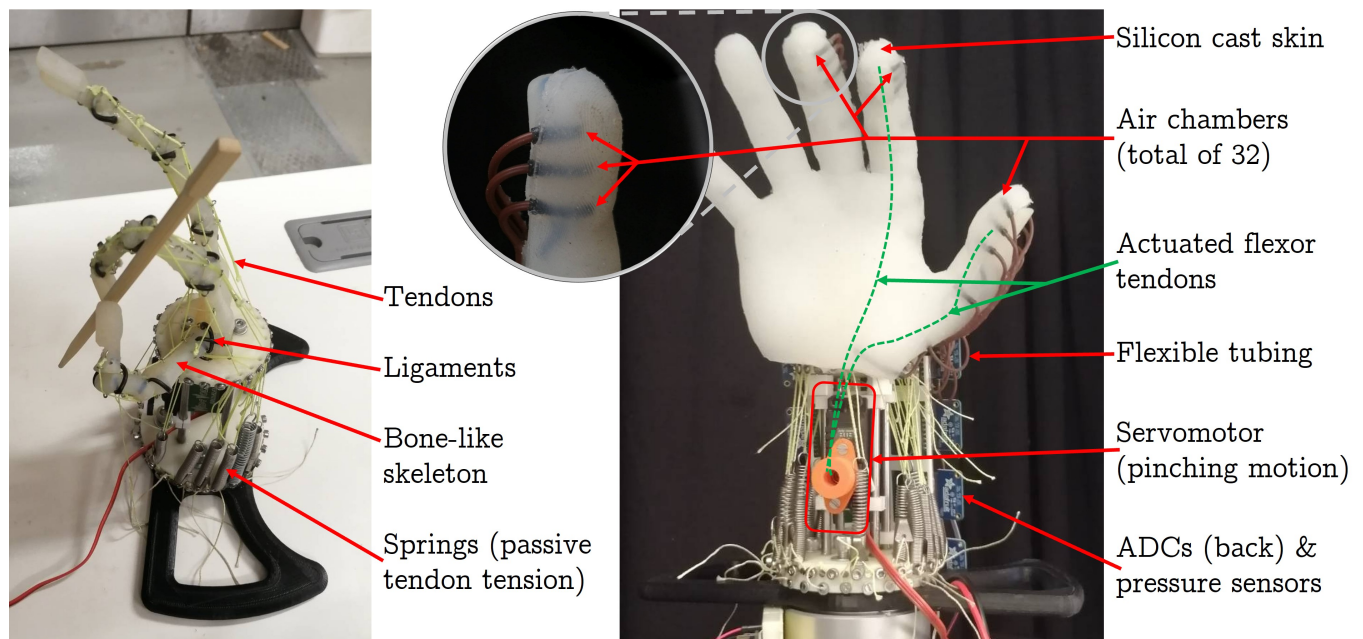 Tendons
Ligaments
Bone-like
skeleton
Springs (passive
tendon tension)
Silicon cast skin
Air chambers
(total of 32)
Actuated flexor
tendons
Flexible tubing
Servomotor
(pinching motion)
ADCs (back) &
pressure sensors